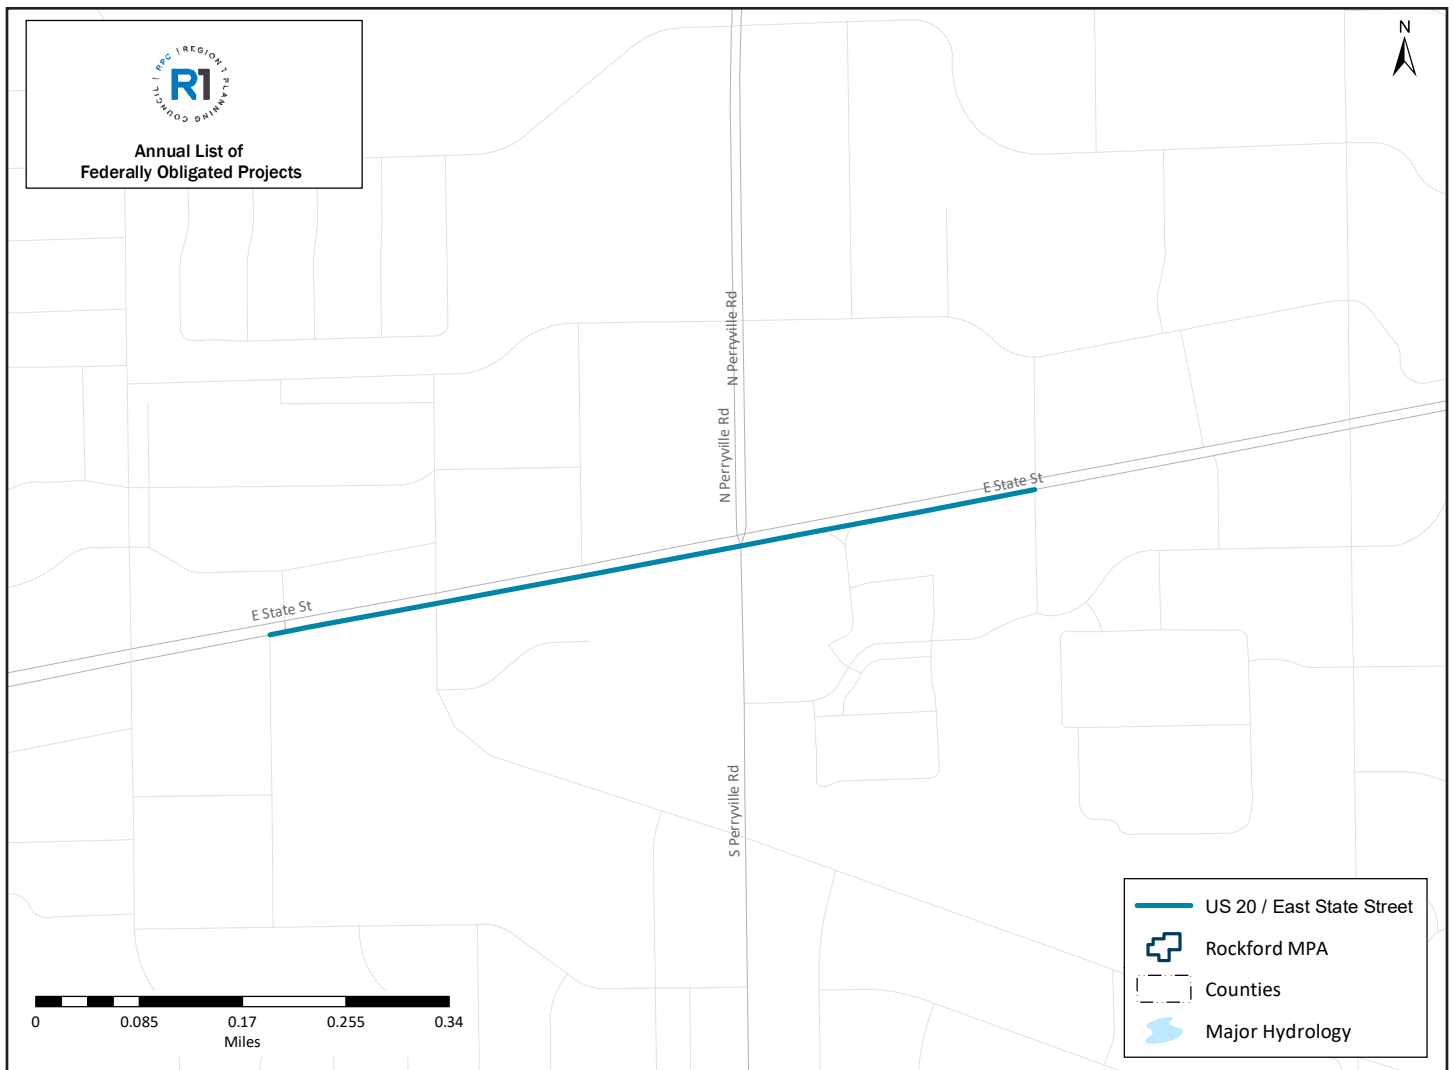 RPC | REGION 1 PLANNING COUNCIL |
R1
Annual List of
Federally Obligated Projects
N
N Perryville Rd
N Perryville Rd
E State St
E State St
S Perryville Rd
US 20 / East State Street
Rockford MPA
Counties
Major Hydrology
0 0.085 0.17 0.255 0.34
Miles